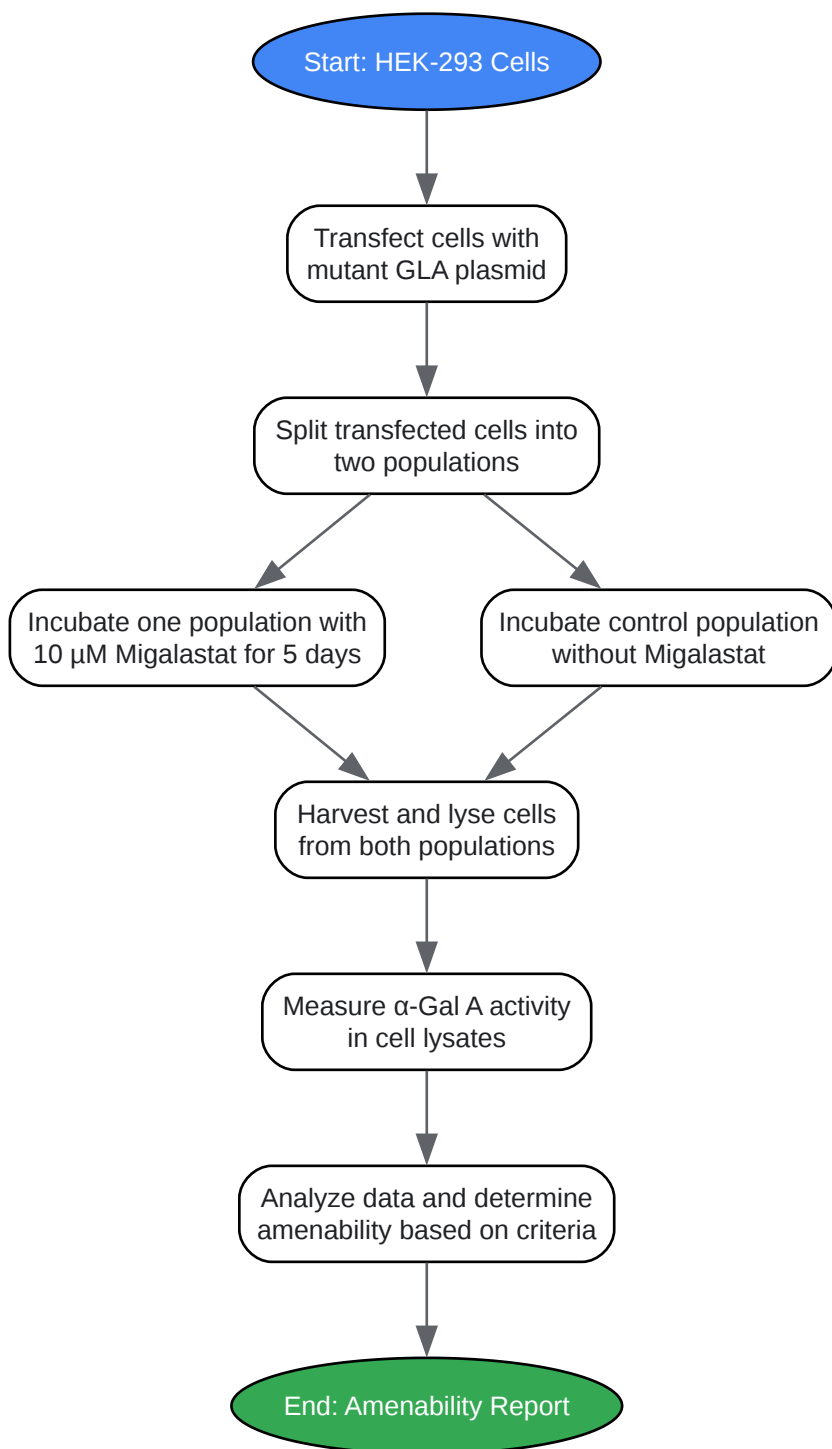 Start: HEK-293 Cells
Transfect cells with
mutant GLA plasmid
Split transfected cells into
two populations
Incubate one population with
10 µM Migalastat for 5 days
Incubate control population
without Migalastat
Harvest and lyse cells
from both populations
Measure α-Gal A activity
in cell lysates
Analyze data and determine
amenability based on criteria
End: Amenability Report